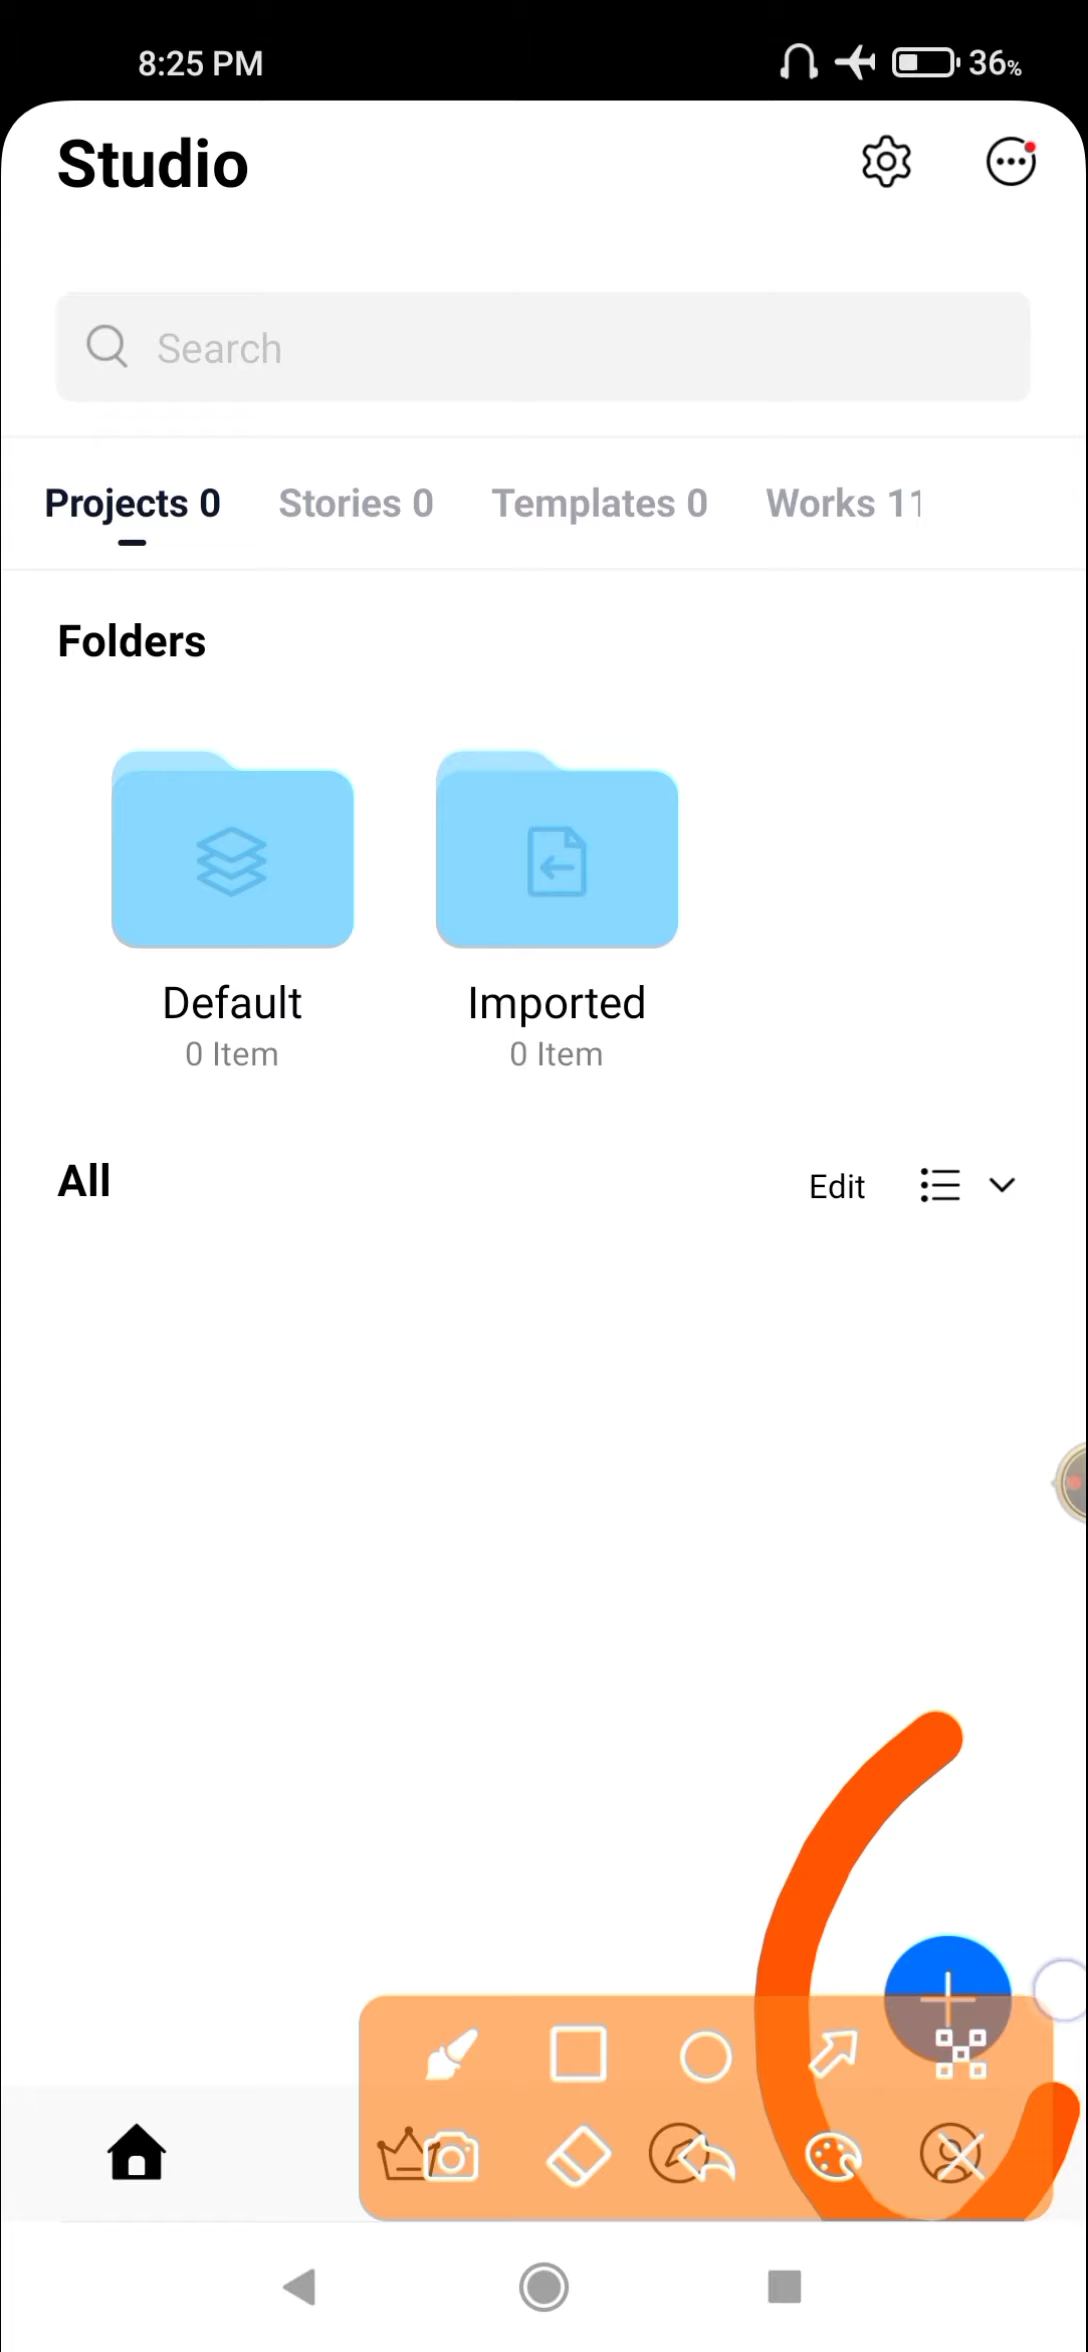 8:25 PM 36%
Studio
Search
Projects 0 Stories 0 Templates 0 Works 11
Folders
Default Imported
0 Item 0 Item
All Edit